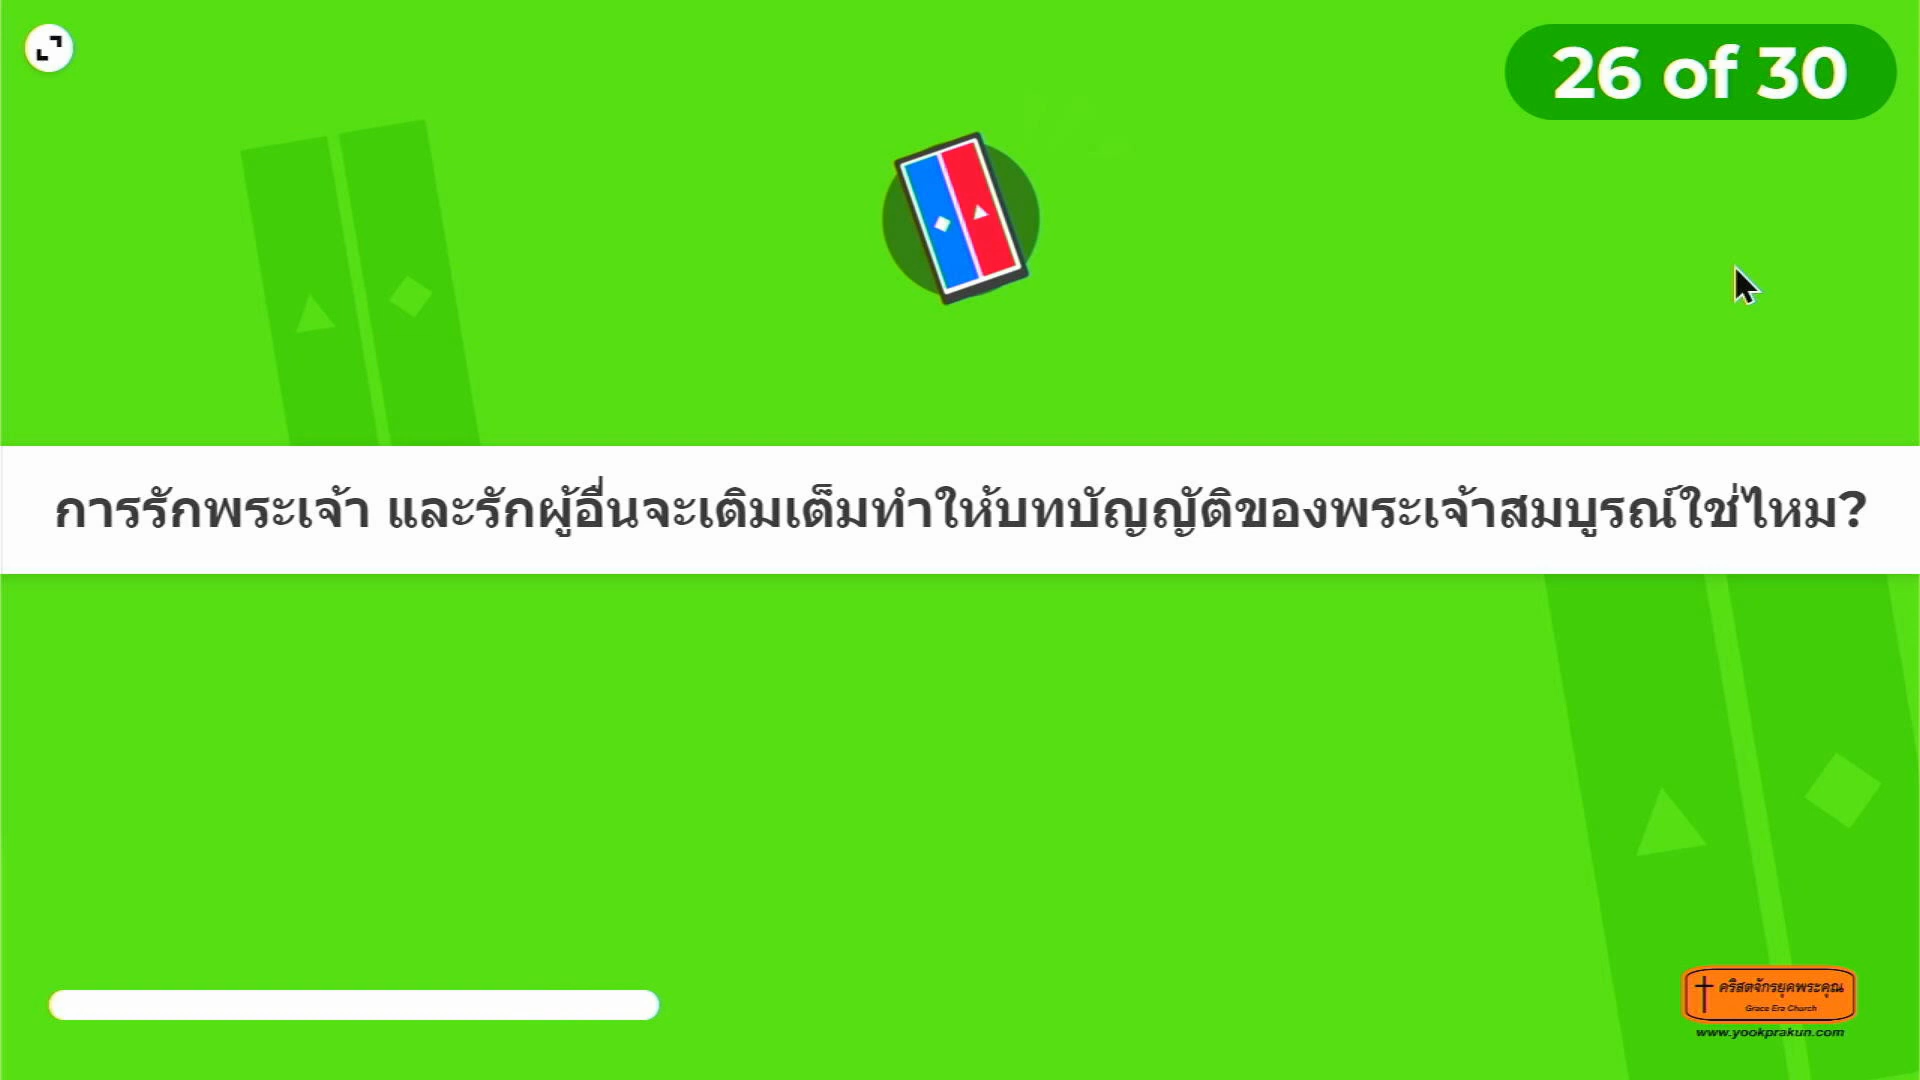 26 of 30
การรักพระเจ้า และรักผู้อื่นจะเติมเต็มทำให้บทบัญญัติของพระเจ้าสมบูรณ์ใช่ไหม?
คริสตจักรยุคพระคุณ
Grace Era Church
www.yookprakun.com